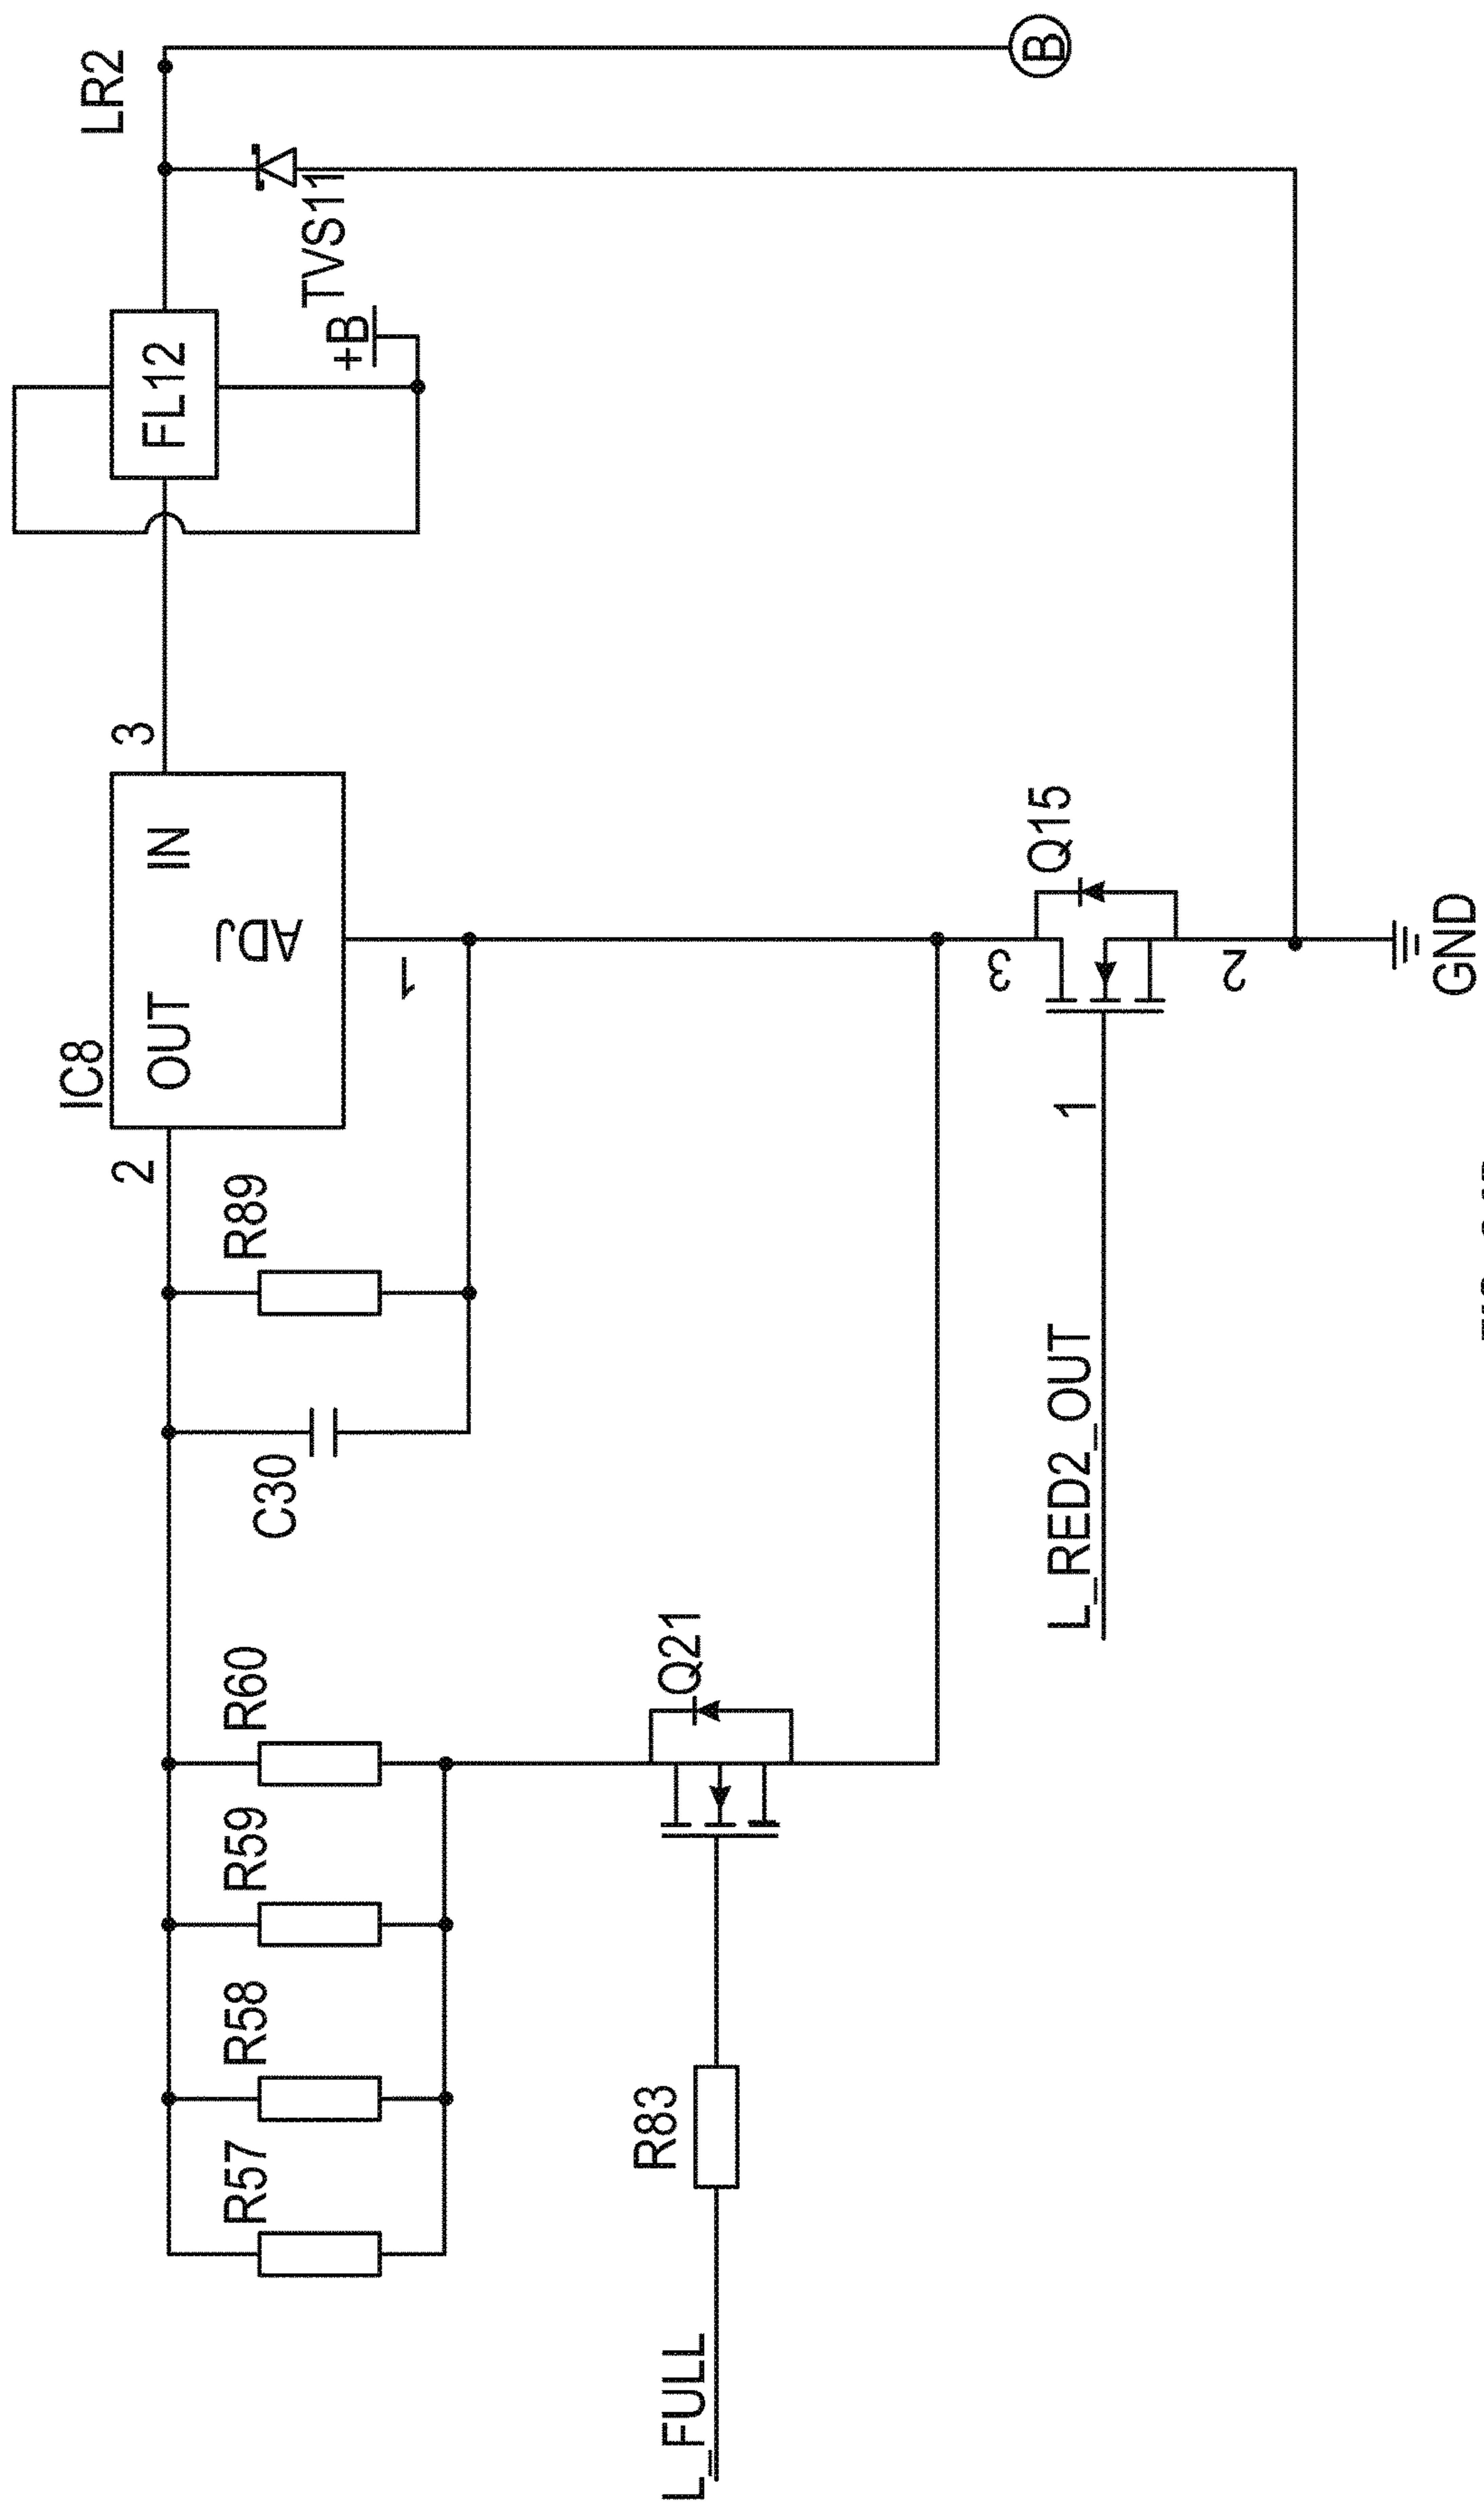 L_FULL
R83
R57
R58
R59
R60
Q21
C30
R89
IC8
2
OUT
ADJ
IN
3
1
FL12
+B
TVS11
LR2
B
L_RED2_OUT
1
3
Q15
2
GND